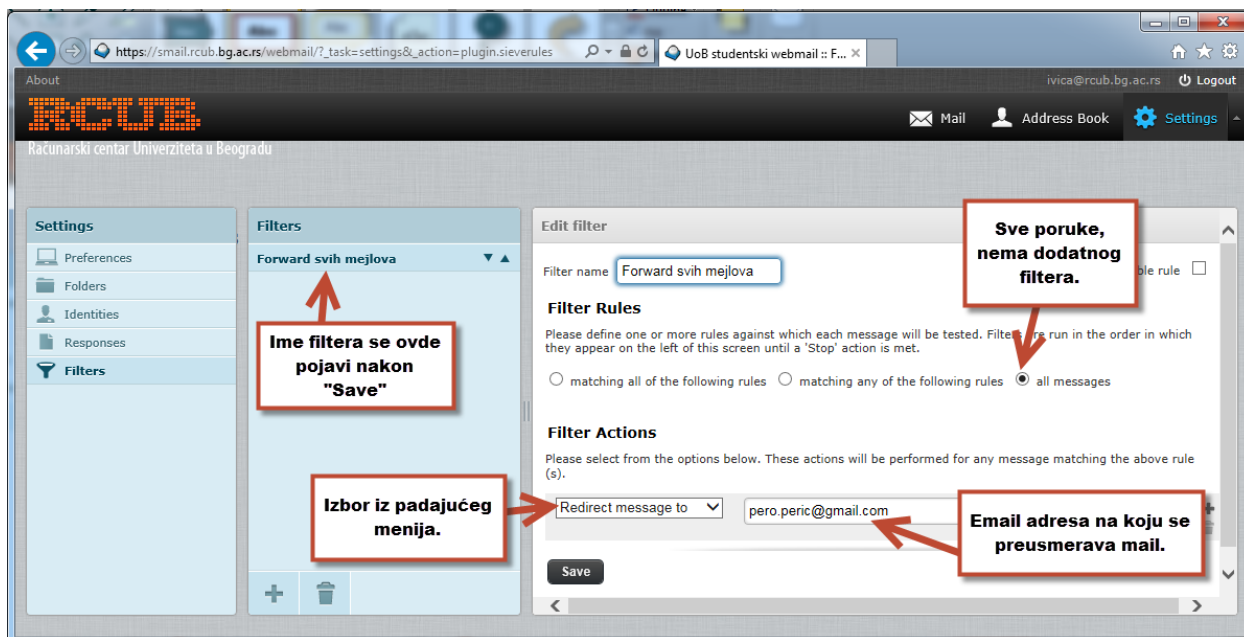 https://smail.rcub.bg.ac.rs/webmail/?_task=settings&_action=plugin.sieverules
UoB studentski webmail :: F...
About
ivica@rcub.bg.ac.rs Logout
RCUB
Računarski centar Univerziteta u Beogradu
Mail Address Book Settings
Settings
Preferences
Folders
Identities
Responses
Filters
Filters
Forward svih mejlova
Ime filtera se ovde
pojavi nakon
"Save"
Edit filter
Sve poruke,
nema dodatnog
filtera.
Filter name Forward svih mejlova
rule
Filter Rules
Please define one or more rules against which each message will be tested. Filters are run in the order in which
they appear on the left of this screen until a 'Stop' action is met.
matching all of the following rules matching any of the following rules all messages
Filter Actions
Please select from the options below. These actions will be performed for any message matching the above rule
(s).
Izbor iz padajućeg
menija.
Redirect message to pero.peric@gmail.com
Email adresa na koju se
preusmerava mail.
Save